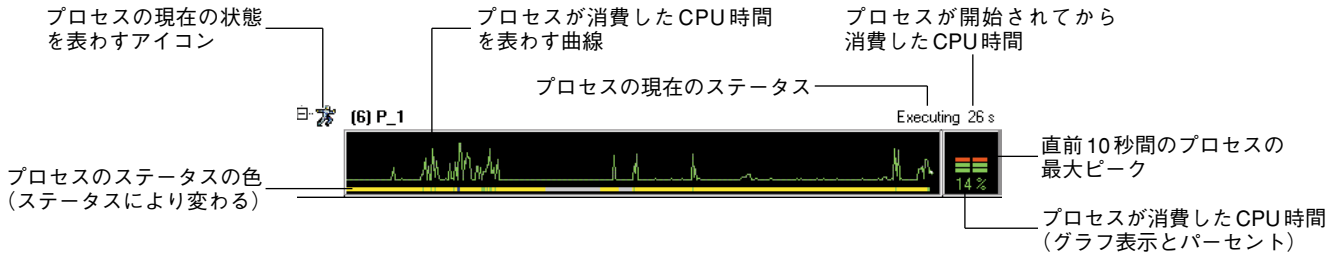 プロセスの現在の状態
を表わすアイコン
プロセスが消費したCPU時間
を表わす曲線
プロセスが開始されてから
消費したCPU時間
プロセスの現在のステータス
(6) P_1
Executing 26 s
直前10秒間のプロセスの
最大ピーク
14 %
プロセスのステータスの色
(ステータスにより変わる)
プロセスが消費したCPU時間
(グラフ表示とパーセント)